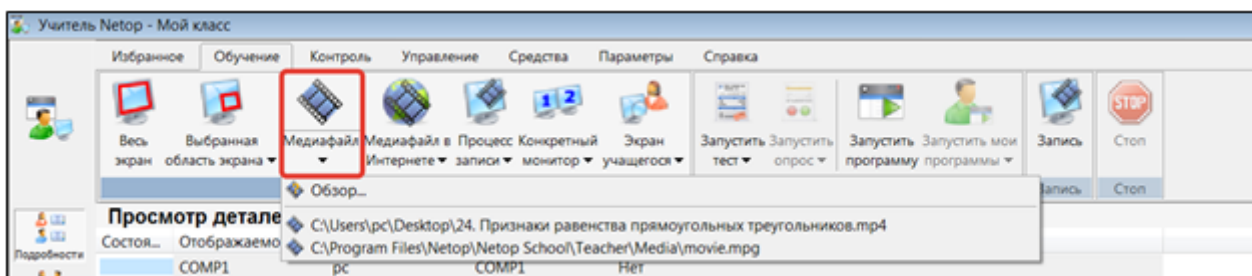 Учитель Netop - Мой класс
Избранное Обучение Контроль Управление Средства Параметры Справка
Весь экран
Выбранная область экрана
Медиафайл
Медиафайл в Интернете
Процесс записи
Конкретный монитор
Экран учащегося
Запустить тест
Запустить опрос
Запустить программу
Запустить мои программы
Запись
Стоп
Запись Стоп
Обзор...
C:\Users\pc\Desktop\24. Признаки равенства прямоугольных треугольников.mp4
C:\Program Files\Netop\Netop School\Teacher\Media\movie.mpg
Подробности
Просмотр детале
Состоя... Отображаемо
COMP1 pc COMP1 Нет
1 2
STOP